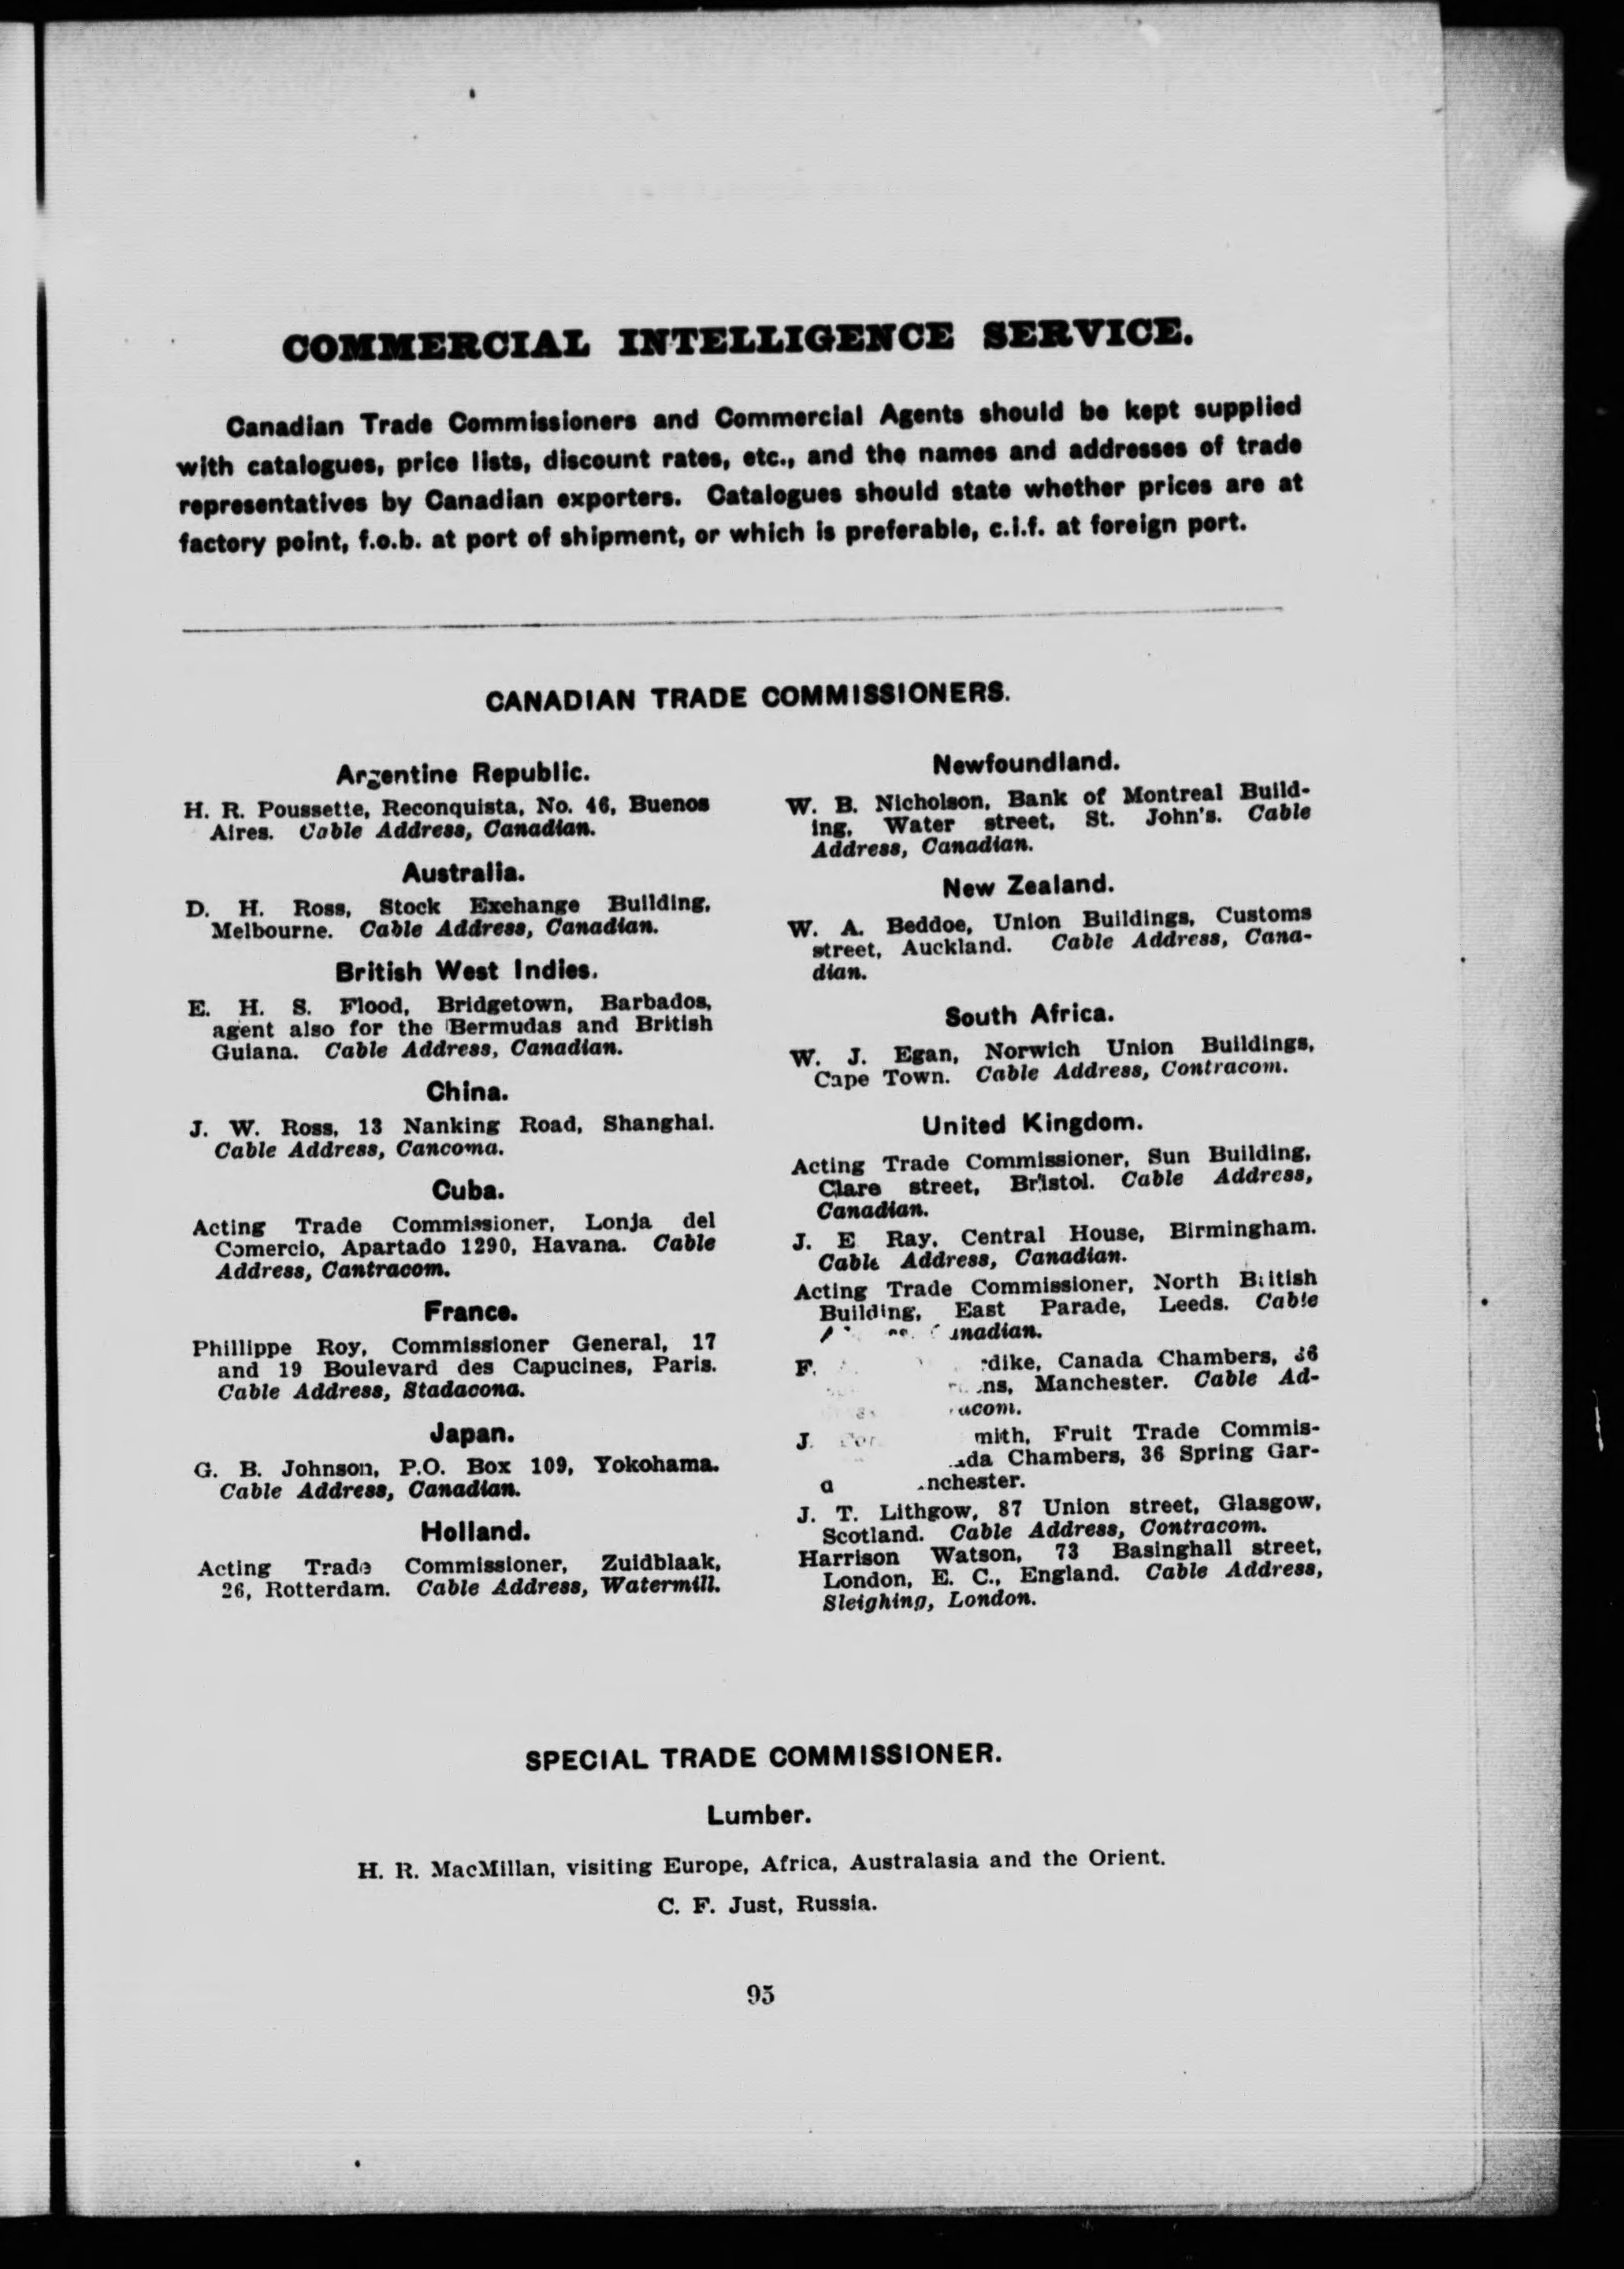 COMMERCIAL INTELLIGENCE SERVICE.
Canadian Trade Commissioners and Commercial Agents should be kept supplied
with catalogues, price lists, discount rates, etc., and the names and addresses of trade
representatives by Canadian exporters. Catalogues should state whether prices are at
factory point, f.o.b. at port of shipment, or which is preferable, c.i.f. at foreign port.
CANADIAN TRADE COMMISSIONERS.
Argentine Republic.
H. R. Poussette, Reconquista, No. 46, Buenos
Aires. Cable Address, Canadian.
Australia.
D. H. Ross, Stock Exchange Building,
Melbourne. Cable Address, Canadian.
British West Indies.
E. H. S. Flood, Bridgetown, Barbados,
agent also for the Bermudas and British
Guiana. Cable Address, Canadian.
China.
J. W. Ross, 13 Nanking Road, Shanghai.
Cable Address, Cancoma.
Cuba.
Acting Trade Commissioner, Lonja del
Comercio, Apartado 1290, Havana. Cable
Address, Cantracom.
France.
Phillippe Roy, Commissioner General, 17
and 19 Boulevard des Capucines, Paris.
Cable Address, Stadacona.
Japan.
G. B. Johnson, P.O. Box 109, Yokohama.
Cable Address, Canadian.
Holland.
Acting Trade Commissioner, Zuidblaak,
26, Rotterdam. Cable Address, Watermill.
Newfoundland.
W. B. Nicholson, Bank of Montreal Build-
ing, Water street, St. John's. Cable
Address, Canadian.
New Zealand.
W. A. Beddoe, Union Buildings, Customs
street, Auckland. Cable Address, Cana-
dian.
South Africa.
W. J. Egan, Norwich Union Buildings,
Cape Town. Cable Address, Contracom.
United Kingdom.
Acting Trade Commissioner, Sun Building,
Clare street, Bristol. Cable Address,
Canadian.
J. E Ray, Central House, Birmingham.
Cable Address, Canadian.
Acting Trade Commissioner, North British
Building, East Parade, Leeds. Cable
Canadian.
F. Canada Chambers, 36
Manchester. Cable Ad-
J. Fruit Trade Commis-
Chambers, 36 Spring Gar-
J. T. Lithgow, 87 Union street, Glasgow,
Scotland. Cable Address, Contracom.
Harrison Watson, 73 Basinghall street,
London, E. C., England. Cable Address,
Sleighing, London.
SPECIAL TRADE COMMISSIONER.
Lumber.
H. R. MacMillan, visiting Europe, Africa, Australasia and the Orient.
C. F. Just, Russia.
95